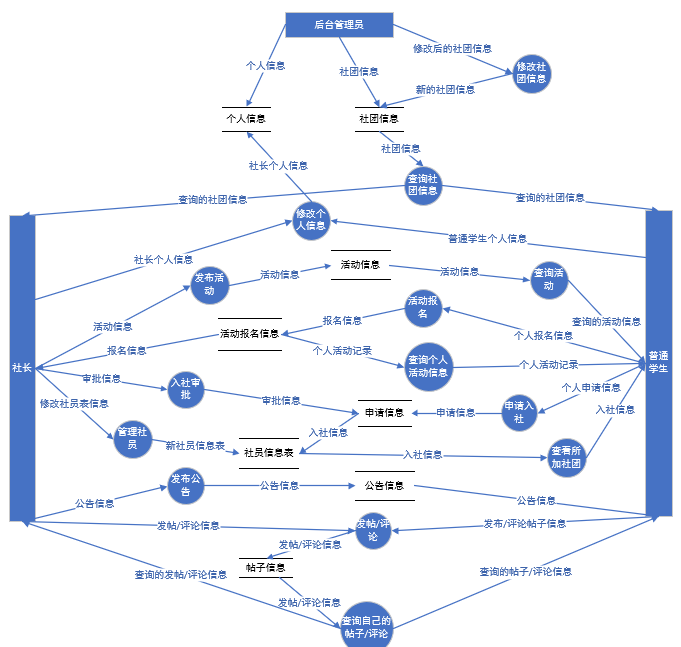 后台管理员
修改后的社团信息
个人信息
社团信息
修改社
团信息
新的社团信息
个人信息
社团信息
社团信息
社长个人信息
查询社
团信息
查询的社团信息
查询的社团信息
修改个
人信息
普通学生个人信息
社长个人信息
活动信息
发布活
动
活动信息
活动信息
查询活
动
活动报
名
报名信息
查询的活动信息
活动信息
活动报名信息
个人报名信息
报名信息
个人活动记录
查询个人
活动信息
个人活动记录
社长
普通
学生
审批信息
入社审
批
个人申请信息
修改社员表信息
审批信息
申请信息
申请信息
申请入
社
入社信息
管理社
员
入社信息
新社员信息表
社员信息表
入社信息
查看所
加社团
发布公
告
公告信息
公告信息
公告信息
公告信息
发帖/评论信息
发帖/评
论
发布/评论帖子信息
发帖/评论信息
帖子信息
查询的发帖/评论信息
查询的帖子/评论信息
发帖/评论信息
查询自己的
帖子/评论